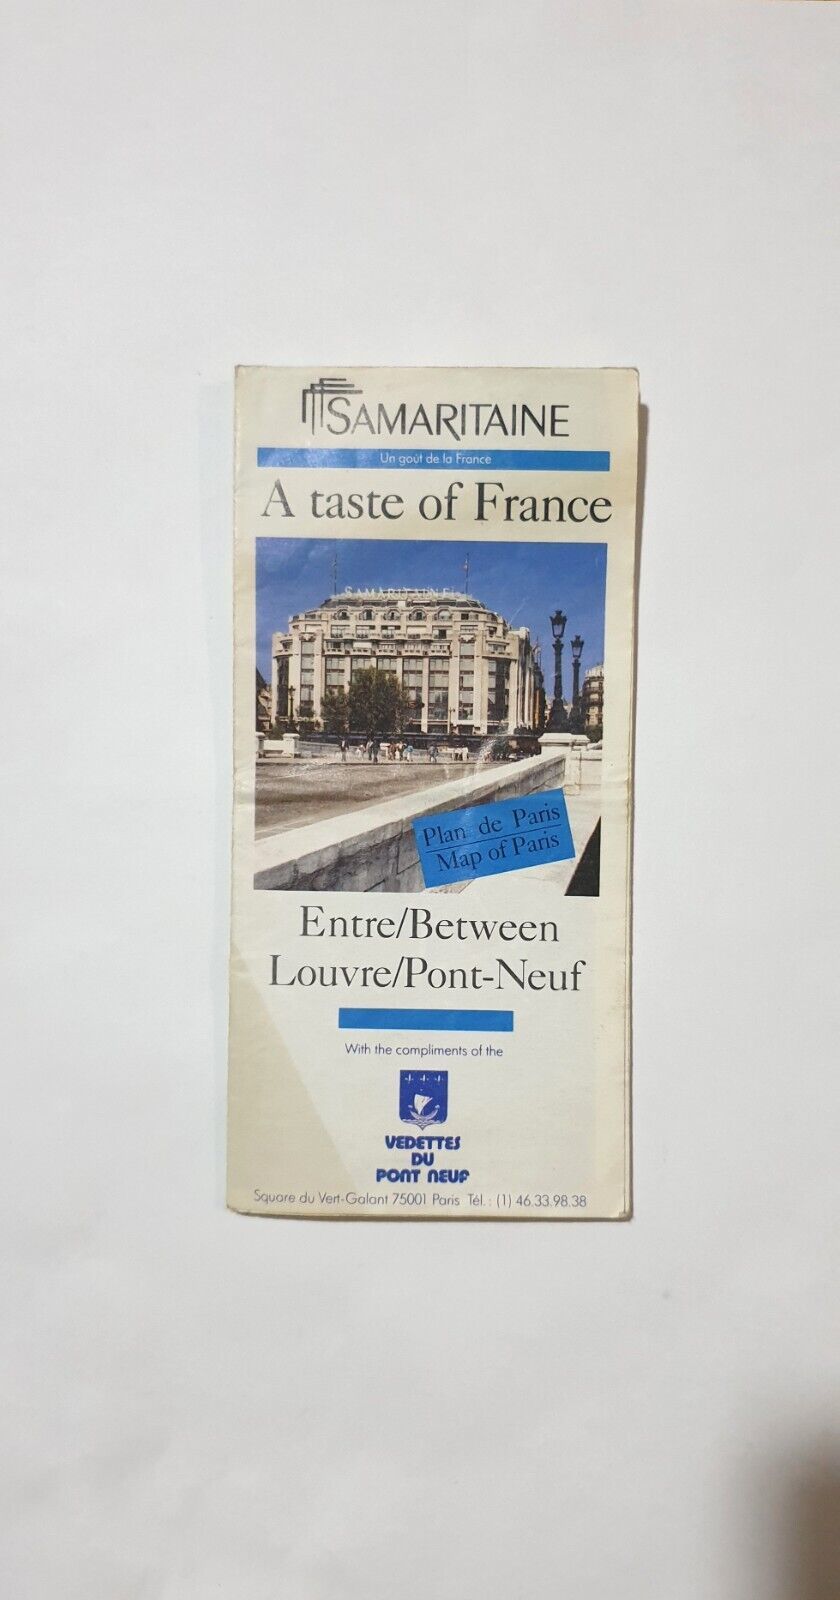 SAMARITAINE
Un goût de la France
A taste of France
SAMARITAINE
Plan de Paris
Map of Paris
Entre/Between
Louvre/Pont-Neuf
With the compliments of the
VEDETTES
DU
PONT NEUF
Square du Vert-Galant 75001 Paris Tél.: (1) 46.33.98.38